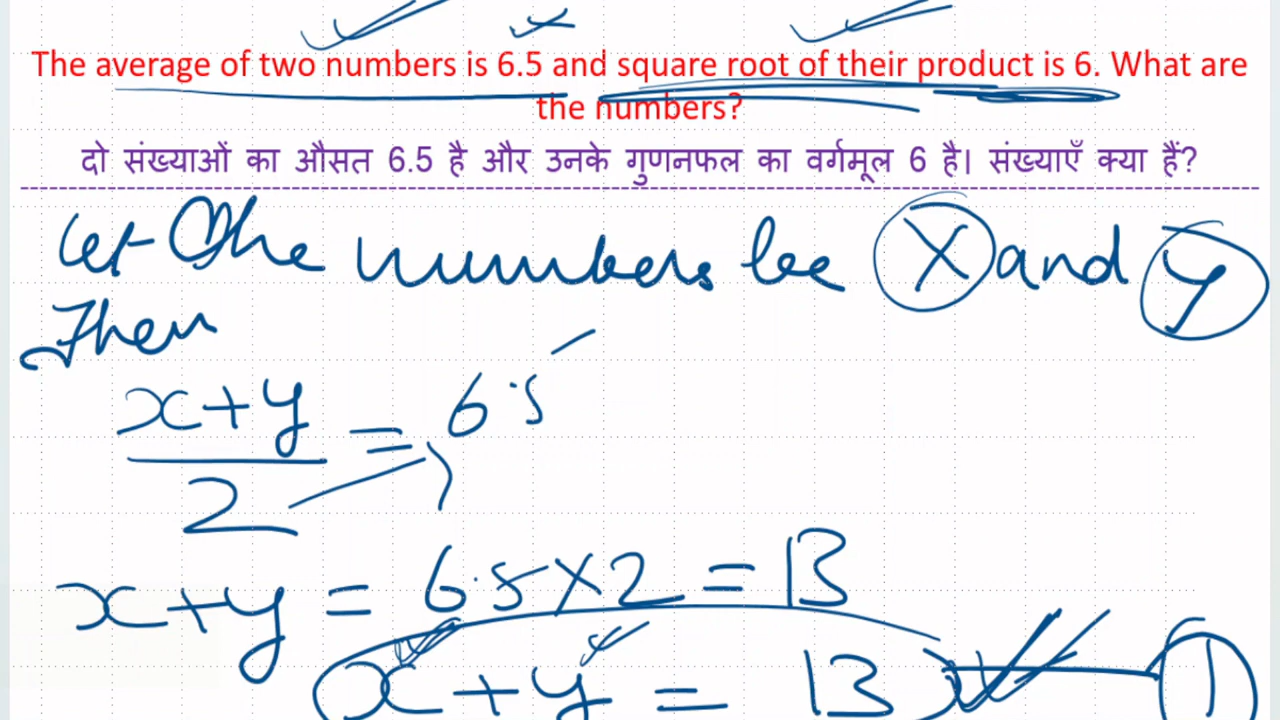 The average of two numbers is 6.5 and square root of their product is 6. What are
the numbers?
दो संख्याओं का औसत 6.5 है और उनके गुणनफल का वर्गमूल 6 है। संख्याएँ क्या हैं?
Let the numbers be X and y
Then
x+y
= 6.5
2
x+y = 6.5×2 = 13
x+y = 13 1